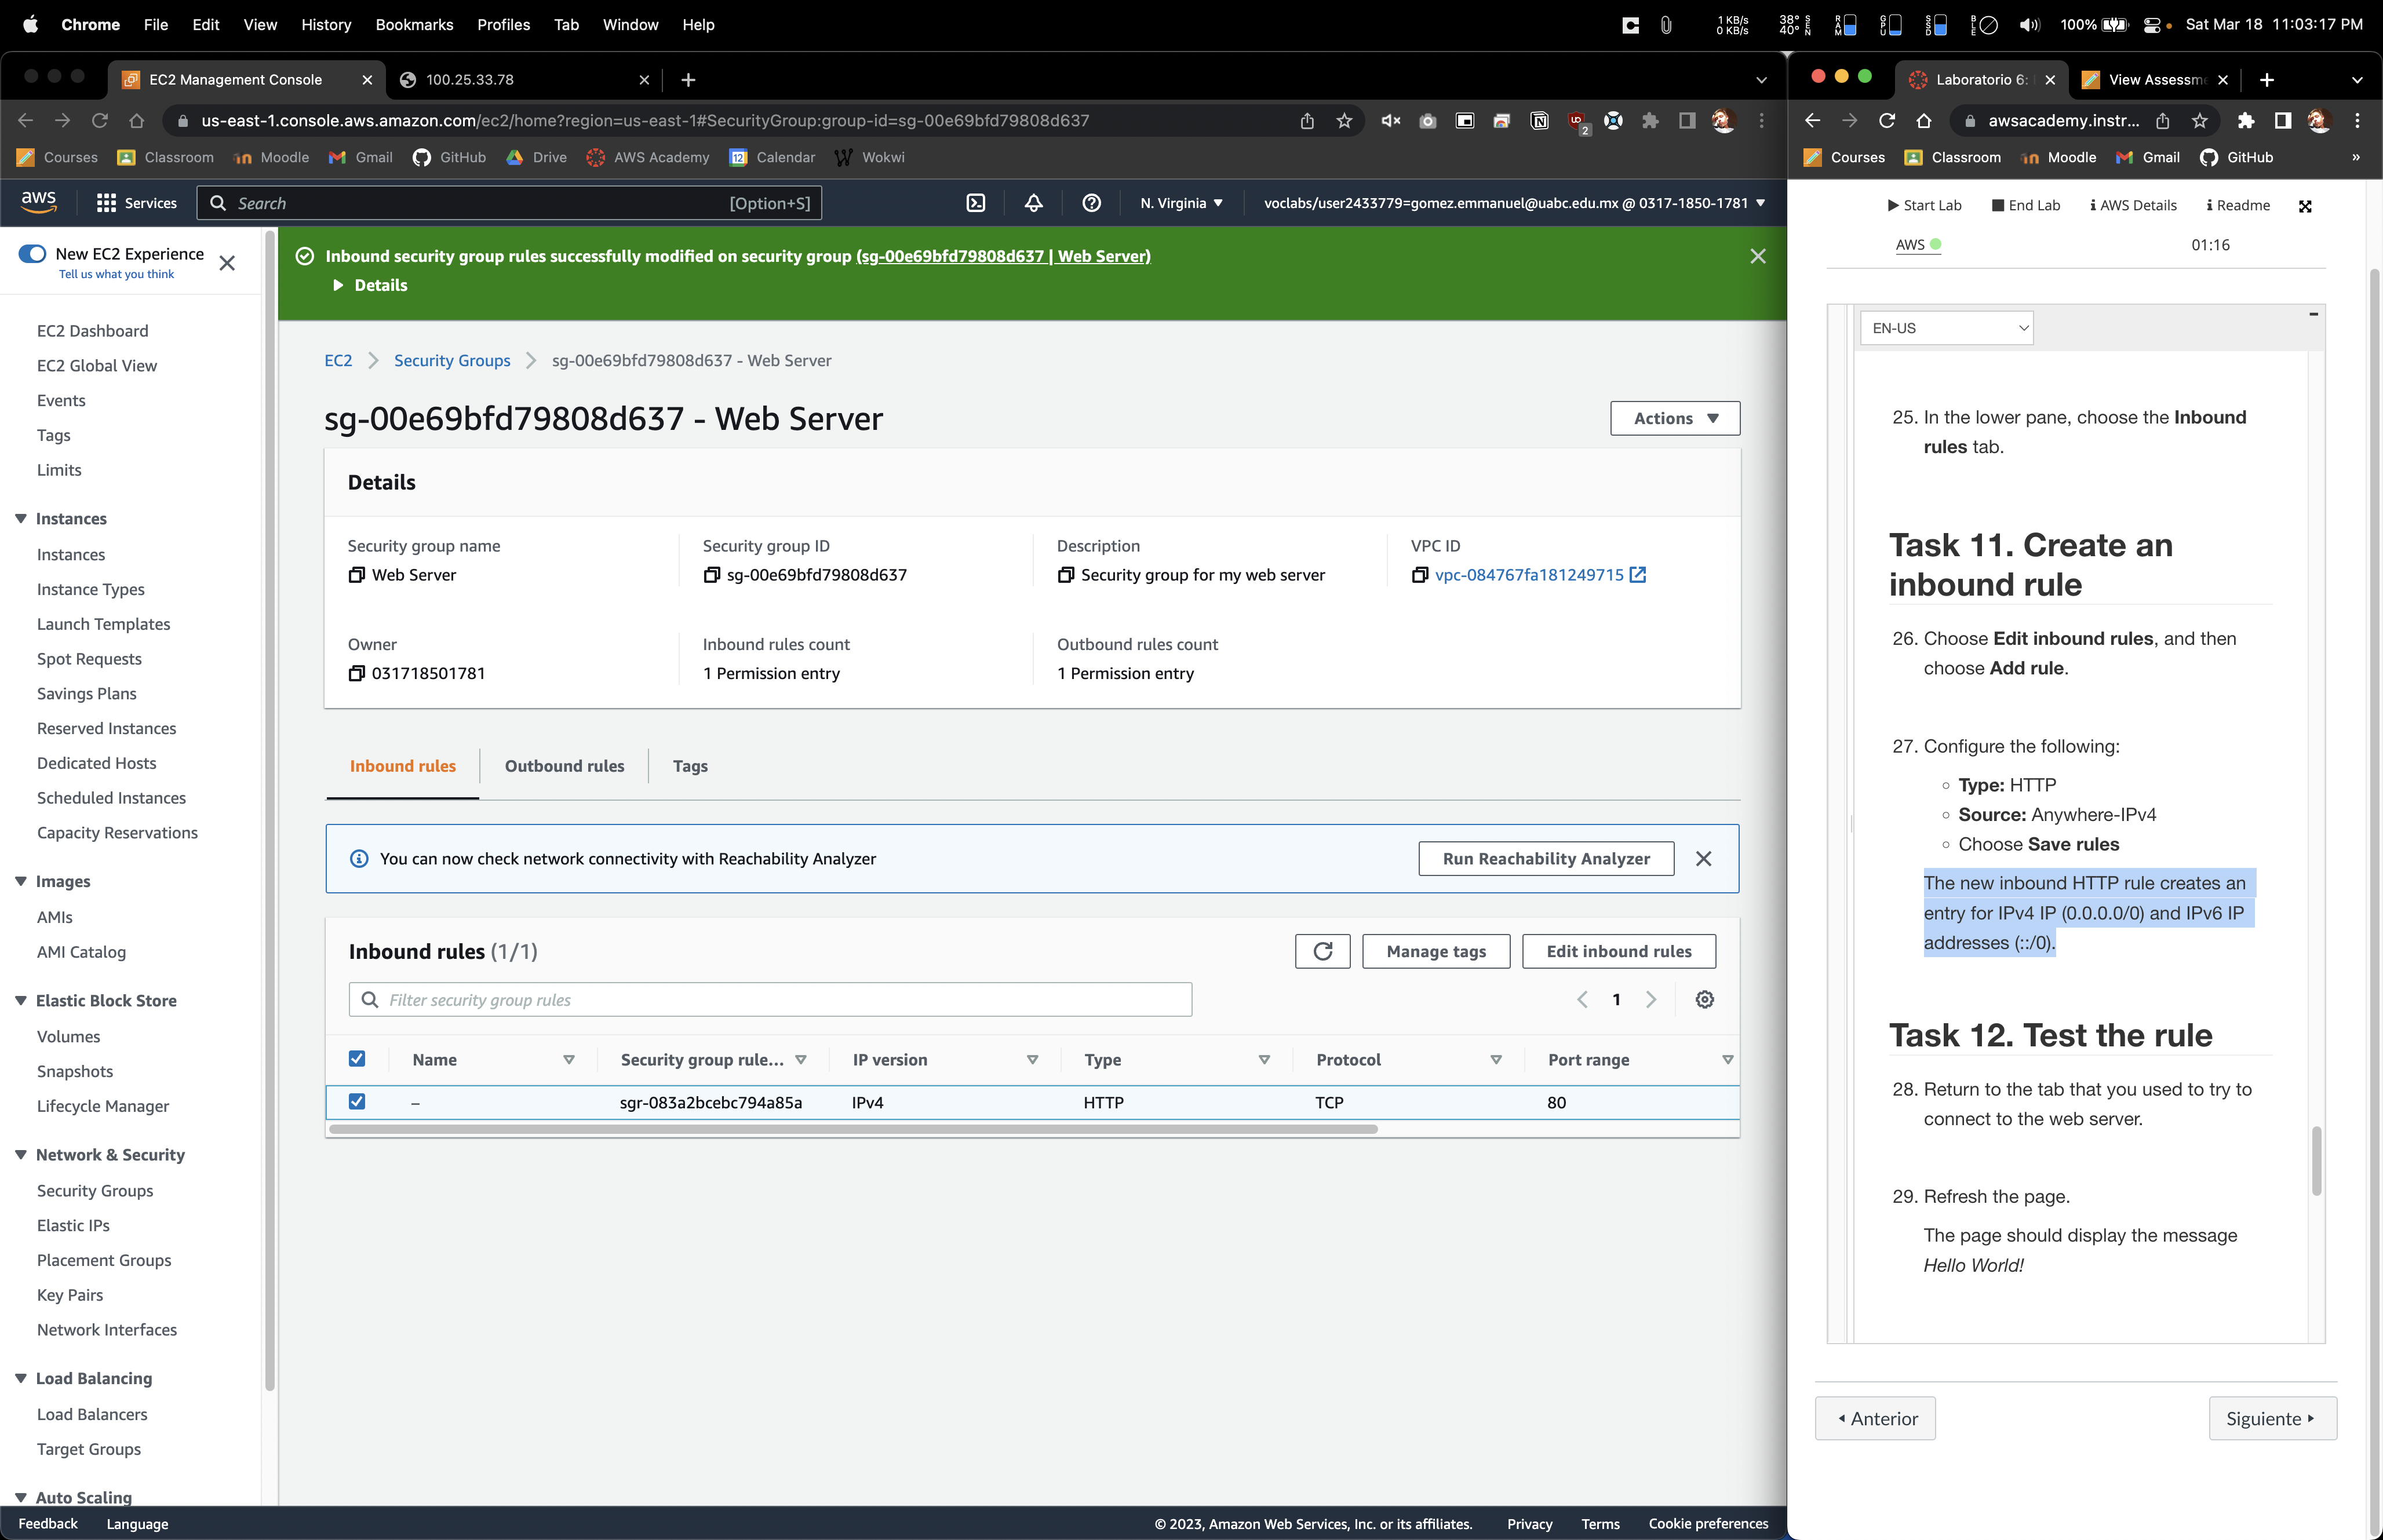 Chrome File Edit View History Bookmarks Profiles Tab Window Help
1 KB/s
0 KB/s
38°
40°
SEN
RAM
GPU
SSD
BLE
100%
Sat Mar 18 11:03:17 PM
EC2 Management Console
100.25.33.78
us-east-1.console.aws.amazon.com/ec2/home?region=us-east-1#SecurityGroup:group-id=sg-00e69bfd79808d637
2
Courses Classroom Moodle Gmail GitHub Drive AWS Academy Calendar Wokwi
aws Services Search [Option+S]
N. Virginia ▼ voclabs/user2433779=gomez.emmanuel@uabc.edu.mx @ 0317-1850-1781 ▼
New EC2 Experience
Tell us what you think
EC2 Dashboard
EC2 Global View
Events
Tags
Limits
Instances
Instances
Instance Types
Launch Templates
Spot Requests
Savings Plans
Reserved Instances
Dedicated Hosts
Scheduled Instances
Capacity Reservations
Images
AMIs
AMI Catalog
Elastic Block Store
Volumes
Snapshots
Lifecycle Manager
Network & Security
Security Groups
Elastic IPs
Placement Groups
Key Pairs
Network Interfaces
Load Balancing
Load Balancers
Target Groups
Auto Scaling
Inbound security group rules successfully modified on security group (sg-00e69bfd79808d637 | Web Server)
Details
EC2 > Security Groups > sg-00e69bfd79808d637 - Web Server
sg-00e69bfd79808d637 - Web Server
Actions ▼
Details
Security group name
Web Server
Security group ID
sg-00e69bfd79808d637
Description
Security group for my web server
VPC ID
vpc-084767fa181249715
Owner
031718501781
Inbound rules count
1 Permission entry
Outbound rules count
1 Permission entry
Inbound rules Outbound rules Tags
You can now check network connectivity with Reachability Analyzer
Run Reachability Analyzer
Inbound rules (1/1)
Manage tags
Edit inbound rules
Filter security group rules
1
Name Security group rule... IP version Type Protocol Port range
– sgr-083a2bcebc794a85a IPv4 HTTP TCP 80
Feedback Language
© 2023, Amazon Web Services, Inc. or its affiliates. Privacy Terms Cookie preferences
Laboratorio 6:
View Assessm
awsacademy.instr...
Courses Classroom Moodle Gmail GitHub »
Start Lab End Lab AWS Details Readme
AWS
01:16
EN-US
25. In the lower pane, choose the Inbound
rules tab.
Task 11. Create an
inbound rule
26. Choose Edit inbound rules, and then
choose Add rule.
27. Configure the following:
Type: HTTP
Source: Anywhere-IPv4
Choose Save rules
The new inbound HTTP rule creates an
entry for IPv4 IP (0.0.0.0/0) and IPv6 IP
addresses (::/0).
Task 12. Test the rule
28. Return to the tab that you used to try to
connect to the web server.
29. Refresh the page.
The page should display the message
Hello World!
Anterior
Siguiente